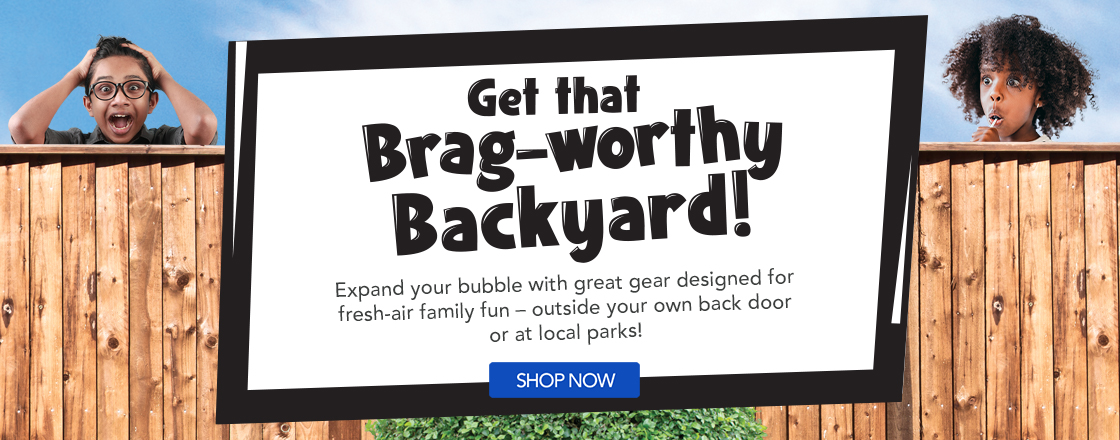 Get that
Brag-worthy
Backyard!
Expand your bubble with great gear designed for
fresh-air family fun – outside your own back door
or at local parks!
SHOP NOW